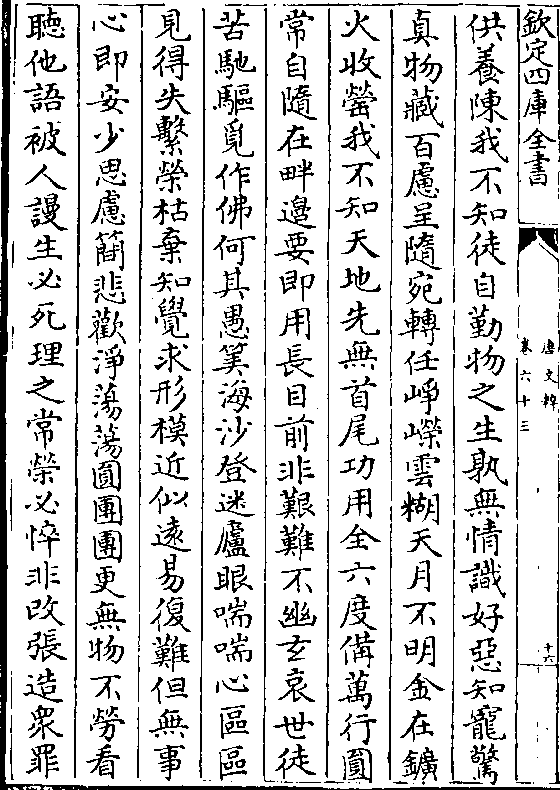 欽定四庫全書
唐文粹
卷六十三
十六
供養陳我不知徒自勤物之生孰無情識好惡知寵驚
真物藏百慮呈隨宛轉任崢嶸雲糊天月不明金在鑛
火收罃我不知天地先無首尾功用全六度備萬行圓
常自隨在畔邉要即用長目前非艱難不幽玄哀世徒
苦馳驅覓作佛何其愚筭海沙登迷廬眼喘喘心區區
見得失繫榮枯棄知覺求形模近似遠易復難但無事
心即安少思慮簡悲歡淨蕩蕩圓團團更無物不勞看
聽他語被人謾生必死理之常榮必悴非改張造衆罪